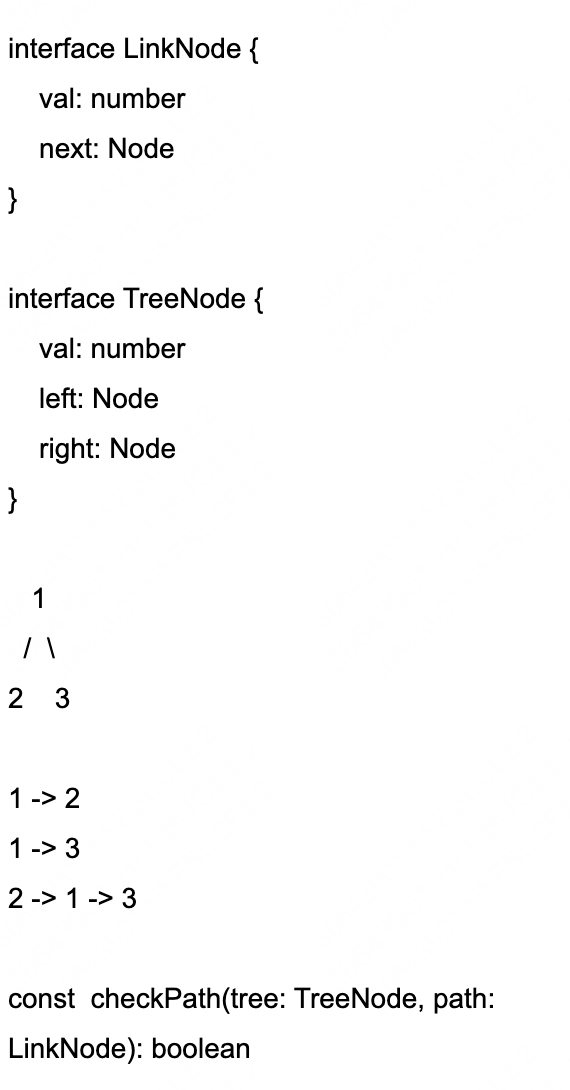 interface LinkNode {
val: number
next: Node
}
interface TreeNode {
val: number
left: Node
right: Node
}
1
/ \
2 3
1 -> 2
1 -> 3
2 -> 1 -> 3
const checkPath(tree: TreeNode, path:
LinkNode): boolean